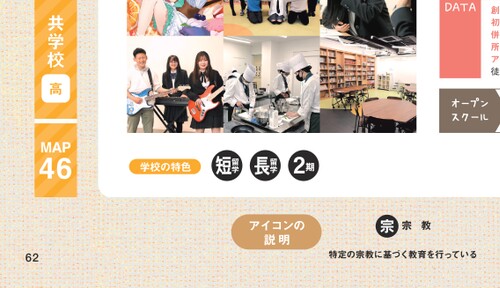 共学校
高
MAP
46
DATA
創
初
併
所
ア
徒
オープン
スクール
学校の特色
短留学
長留学
2期
アイコンの
説明
宗 宗教
特定の宗教に基づく教育を行っている
62